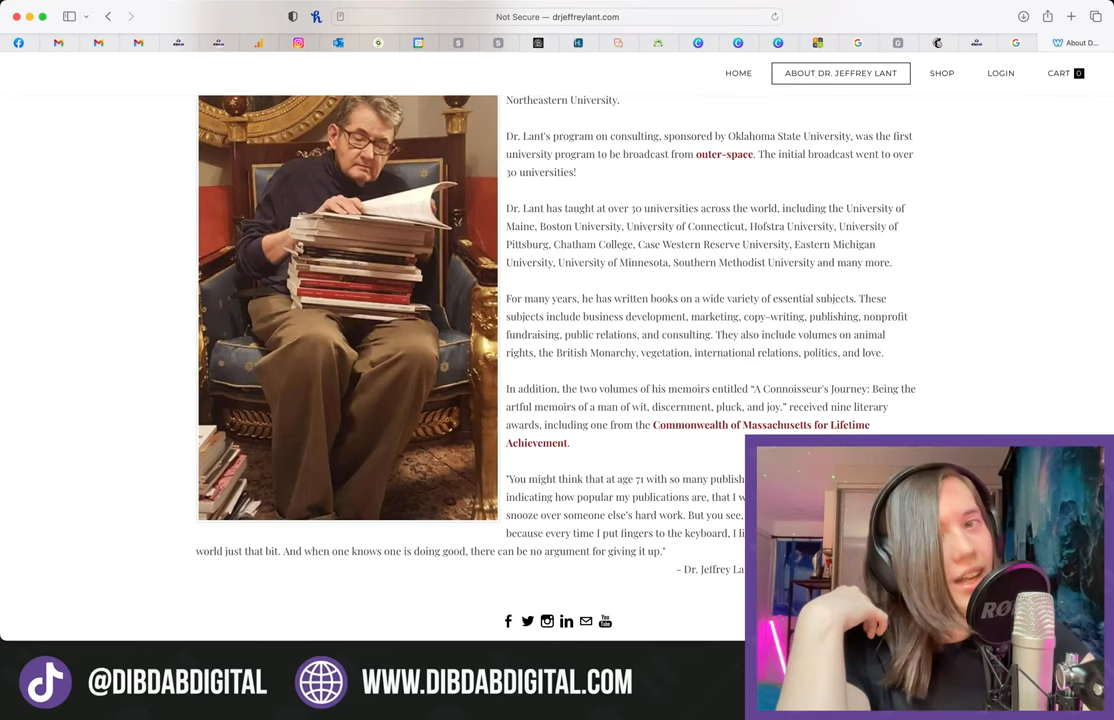 Not Secure — drjeffreylant.com
About D...
HOME
ABOUT DR. JEFFREY LANT
SHOP
LOGIN
CART 0
Northeastern University.
Dr. Lant's program on consulting, sponsored by Oklahoma State University, was the first
university program to be broadcast from outer-space. The initial broadcast went to over
30 universities!
Dr. Lant has taught at over 30 universities across the world, including the University of
Maine, Boston University, University of Connecticut, Hofstra University, University of
Pittsburg, Chatham College, Case Western Reserve University, Eastern Michigan
University, University of Minnesota, Southern Methodist University and many more.
For many years, he has written books on a wide variety of essential subjects. These
subjects include business development, marketing, copy-writing, publishing, nonprofit
fundraising, public relations, and consulting. They also include volumes on animal
rights, the British Monarchy, vegetation, international relations, politics, and love.
In addition, the two volumes of his memoirs entitled “A Connoisseur's Journey: Being the
artful memoirs of a man of wit, discernment, pluck, and joy.” received nine literary
awards, including one from the Commonwealth of Massachusetts for Lifetime
Achievement.
"You might think that at age 71 with so many publish
indicating how popular my publications are, that I w
snooze over someone else’s hard work. But you see,
because every time I put fingers to the keyboard, I li
world just that bit. And when one knows one is doing good, there can be no argument for giving it up."
- Dr. Jeffrey La
@DIBDABDIGITAL
WWW.DIBDABDIGITAL.COM